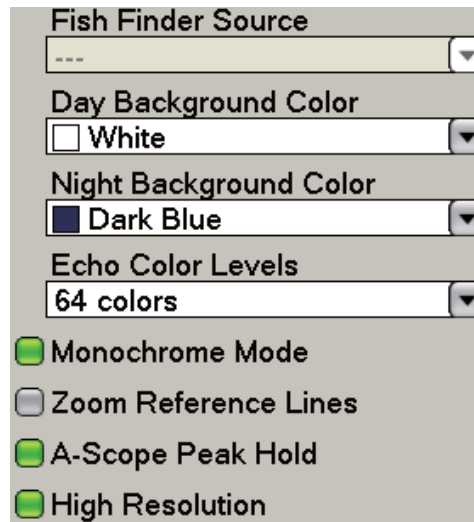 Fish Finder Source
---
Day Background Color
White
Night Background Color
Dark Blue
Echo Color Levels
64 colors
Monochrome Mode
Zoom Reference Lines
A-Scope Peak Hold
High Resolution